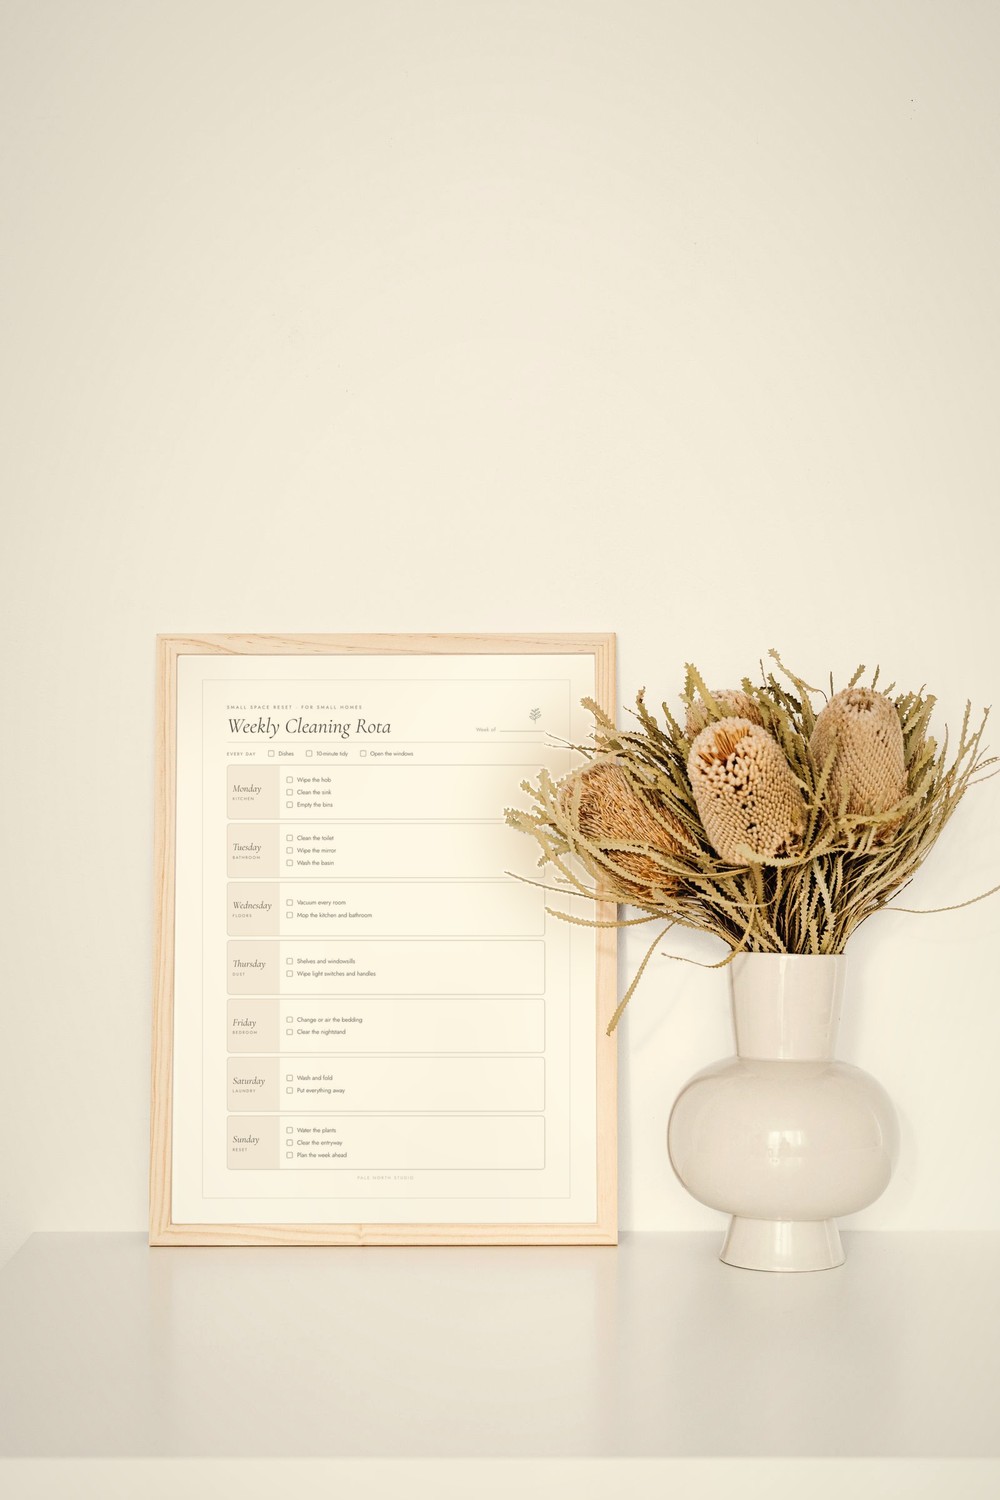 SMALL SPACE RESET · FOR SMALL HOMES
Weekly Cleaning Rota
Week of
EVERY DAY Dishes 10-minute tidy Open the windows
Monday
KITCHEN
Wipe the hob
Clean the sink
Empty the bins
Tuesday
BATHROOM
Clean the toilet
Wipe the mirror
Wash the basin
Wednesday
FLOORS
Vacuum every room
Mop the kitchen and bathroom
Thursday
DUST
Shelves and windowsills
Wipe light switches and handles
Friday
BEDROOM
Change or air the bedding
Clear the nightstand
Saturday
LAUNDRY
Wash and fold
Put everything away
Sunday
RESET
Water the plants
Clear the entryway
Plan the week ahead
PALE NORTH STUDIO